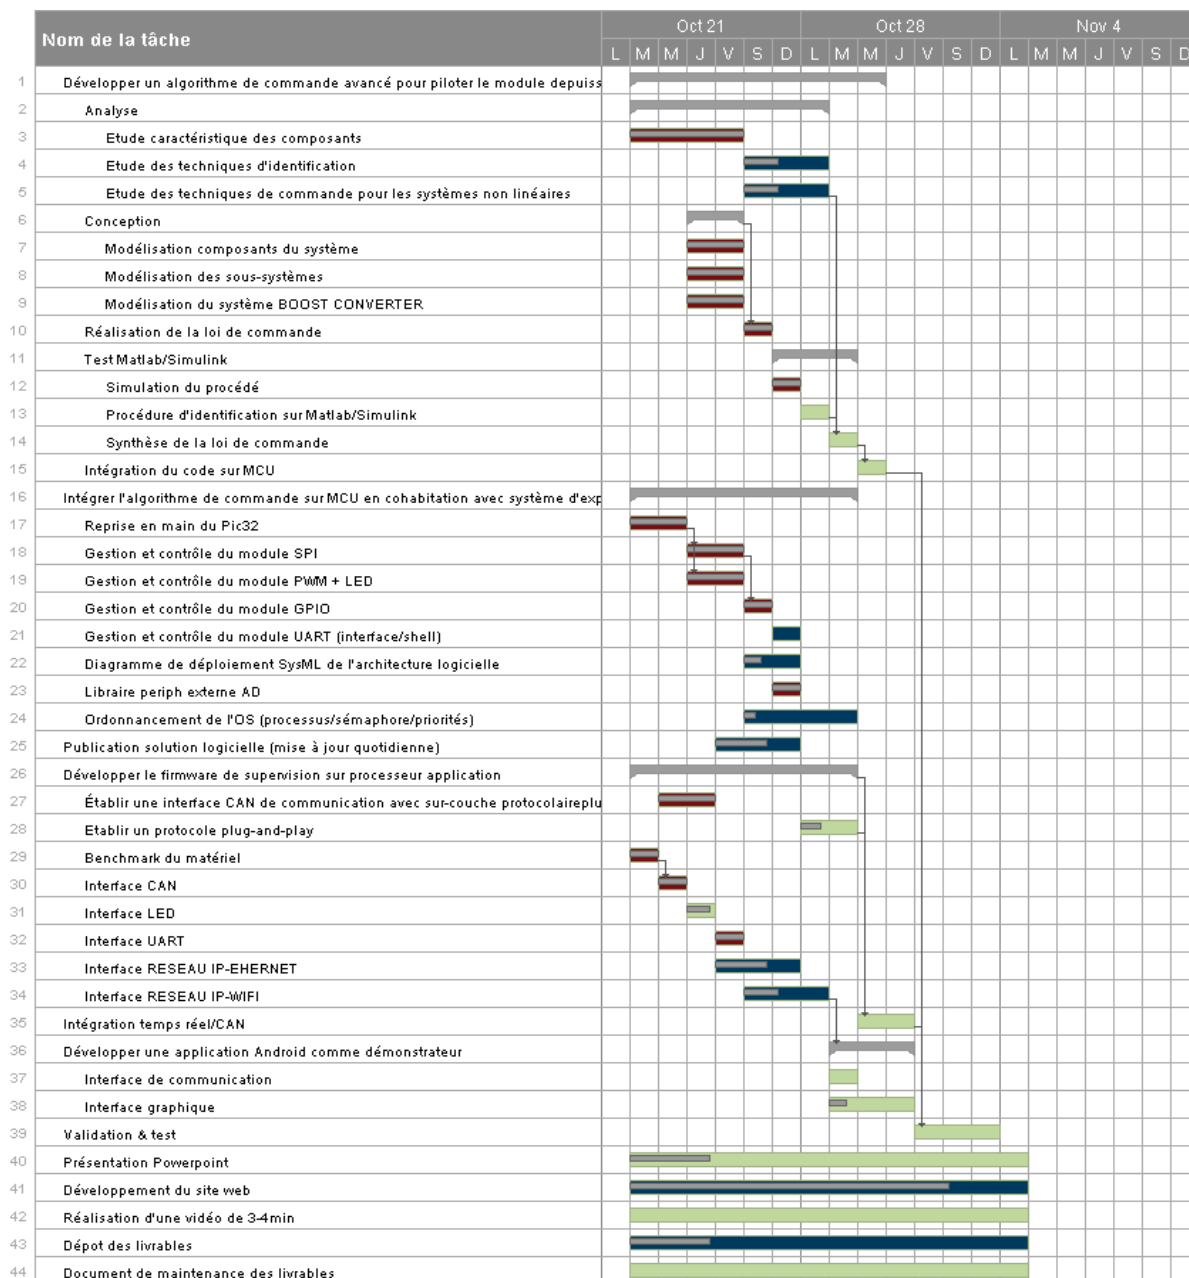 Nom de la tâche
Oct 21 Oct 28 Nov 4
L M M J V S D L M M J V S D L M M J V S D
1 Développer un algorithme de commande avancé pour piloter le module depuiss
2 Analyse
3 Etude caractéristique des composants
4 Etude des techniques d'identification
5 Etude des techniques de commande pour les systèmes non linéaires
6 Conception
7 Modélisation composants du système
8 Modélisation des sous-systèmes
9 Modélisation du système BOOST CONVERTER
10 Réalisation de la loi de commande
11 Test Matlab/Simulink
12 Simulation du procédé
13 Procédure d'identification sur Matlab/Simulink
14 Synthèse de la loi de commande
15 Intégration du code sur MCU
16 Intégrer l'algorithme de commande sur MCU en cohabitation avec système d'exp
17 Reprise en main du Pic32
18 Gestion et contrôle du module SPI
19 Gestion et contrôle du module PWM + LED
20 Gestion et contrôle du module GPIO
21 Gestion et contrôle du module UART (interface/shell)
22 Diagramme de déploiement SysML de l'architecture logicielle
23 Libraire periph externe AD
24 Ordonnancement de l'OS (processus/sémaphore/priorités)
25 Publication solution logicielle (mise à jour quotidienne)
26 Développer le firmware de supervision sur processeur application
27 Établir une interface CAN de communication avec sur-couche protocolaireplu
28 Etablir un protocole plug-and-play
29 Benchmark du matériel
30 Interface CAN
31 Interface LED
32 Interface UART
33 Interface RESEAU IP-EHERNET
34 Interface RESEAU IP-WIFI
35 Intégration temps réel/CAN
36 Développer une application Android comme démonstrateur
37 Interface de communication
38 Interface graphique
39 Validation & test
40 Présentation Powerpoint
41 Développement du site web
42 Réalisation d'une vidéo de 3-4min
43 Dépot des livrables
44 Document de maintenance des livrables